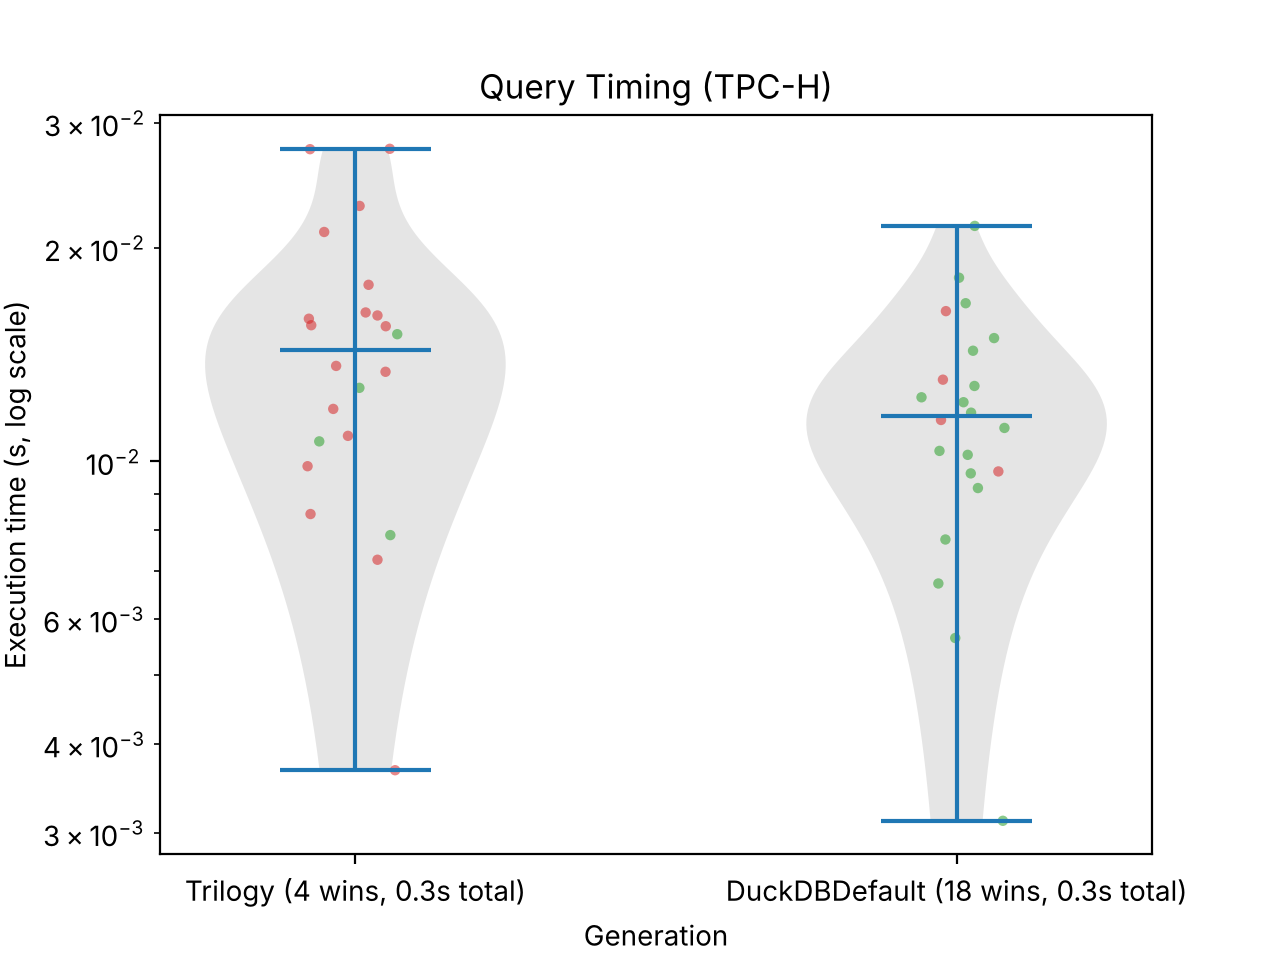 Query Timing (TPC-H)
3 × 10⁻²
2 × 10⁻²
10⁻²
6 × 10⁻³
4 × 10⁻³
3 × 10⁻³
Execution time (s, log scale)
Trilogy (4 wins, 0.3s total)
DuckDBDefault (18 wins, 0.3s total)
Generation